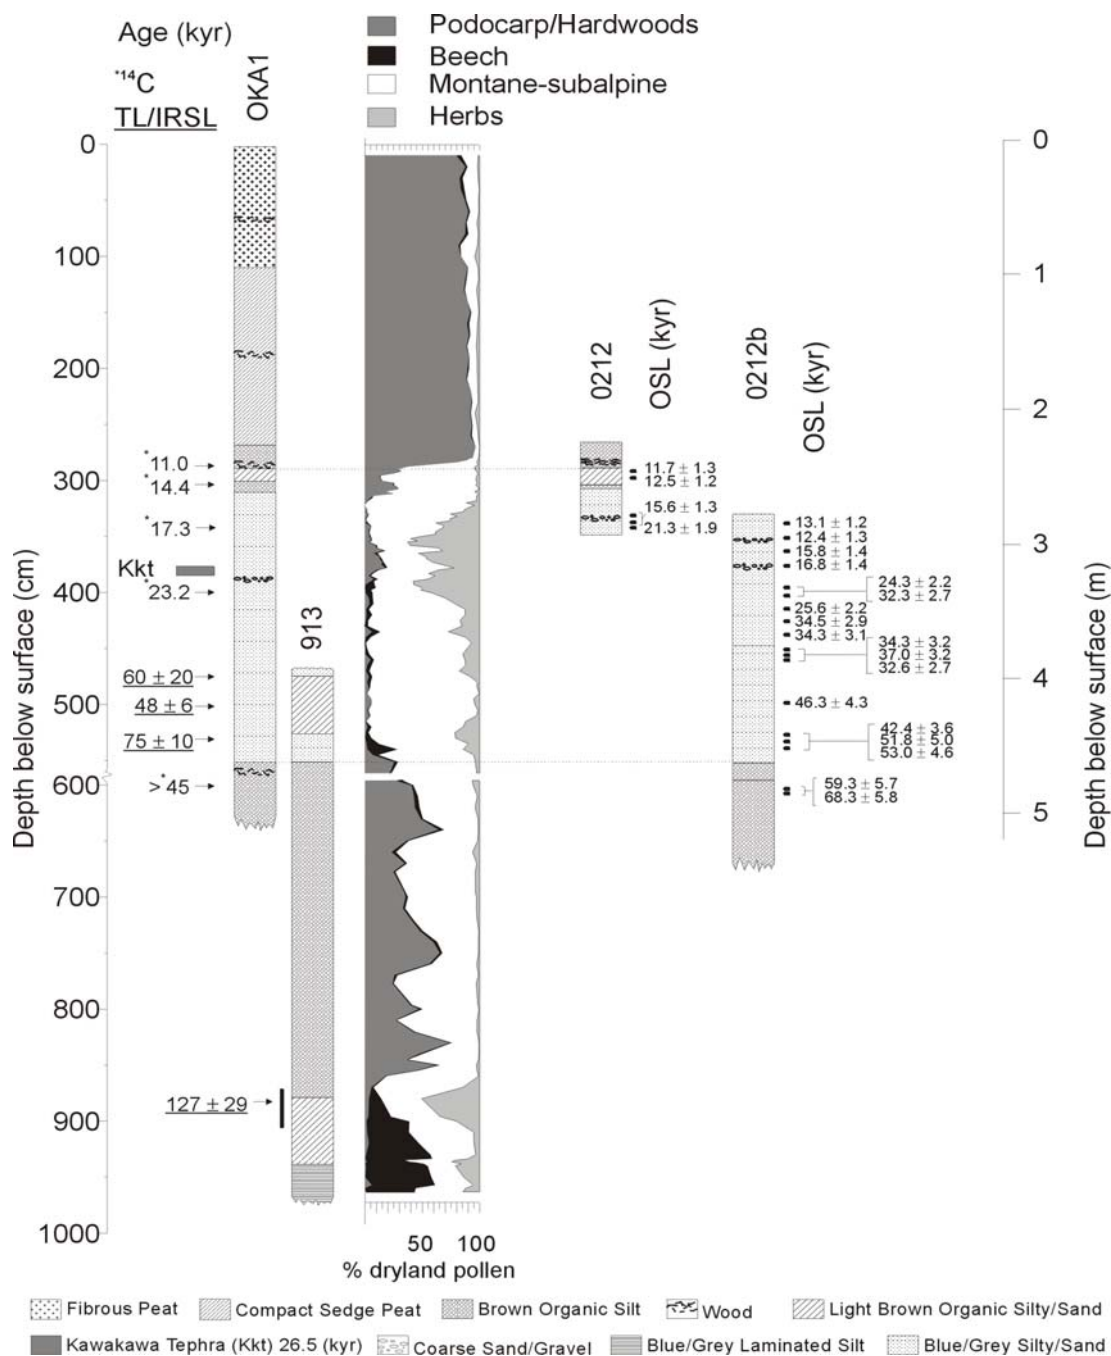 Age (kyr)
*14C
TL/IRSL
OKA1
Podocarp/Hardwoods
Beech
Montane-subalpine
Herbs
0
100
200
300
400
500
600
700
800
900
1000
Depth below surface (cm)
*11.0
*14.4
*17.3
Kkt
*23.2
60 ± 20
48 ± 6
75 ± 10
>*45
127 ± 29
913
50 100
% dryland pollen
0212
OSL (kyr)
11.7 ± 1.3
12.5 ± 1.2
15.6 ± 1.3
21.3 ± 1.9
0212b
OSL (kyr)
13.1 ± 1.2
12.4 ± 1.3
15.8 ± 1.4
16.8 ± 1.4
24.3 ± 2.2
32.3 ± 2.7
25.6 ± 2.2
34.5 ± 2.9
34.3 ± 3.1
34.3 ± 3.2
37.0 ± 3.2
32.6 ± 2.7
46.3 ± 4.3
42.4 ± 3.6
51.8 ± 5.0
53.0 ± 4.6
59.3 ± 5.7
68.3 ± 5.8
0
1
2
3
4
5
Depth below surface (m)
Fibrous Peat
Compact Sedge Peat
Brown Organic Silt
Wood
Light Brown Organic Silty/Sand
Kawakawa Tephra (Kkt) 26.5 (kyr)
Coarse Sand/Gravel
Blue/Grey Laminated Silt
Blue/Grey Silty/Sand